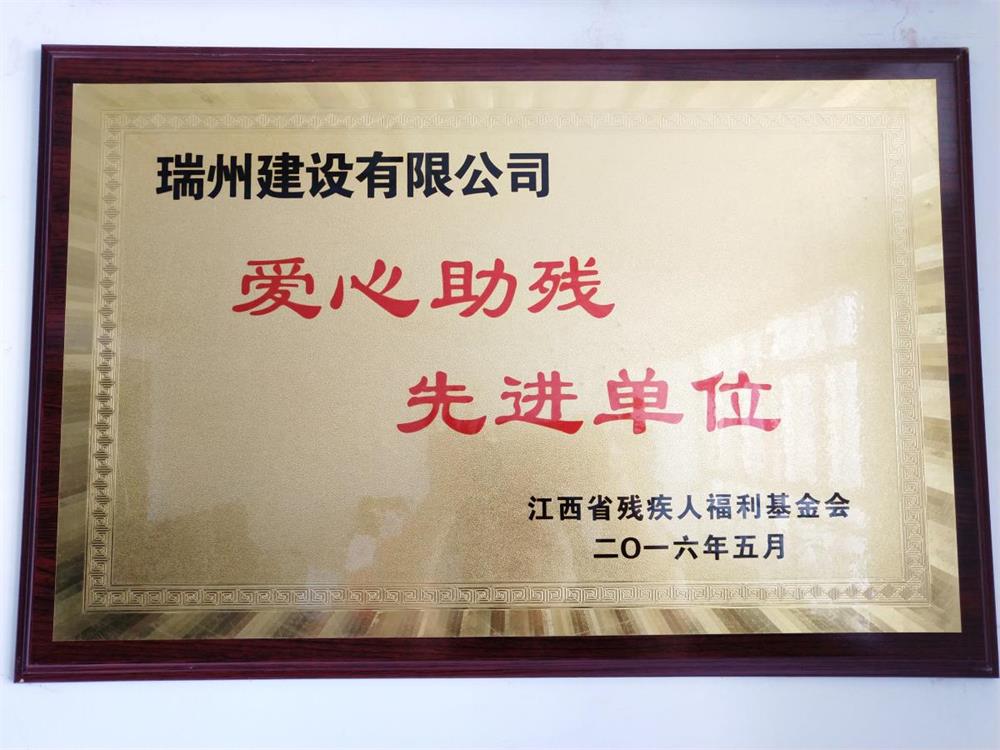 瑞州建设有限公司
爱心助残
先进单位
江西省残疾人福利基金会
二〇一六年五月